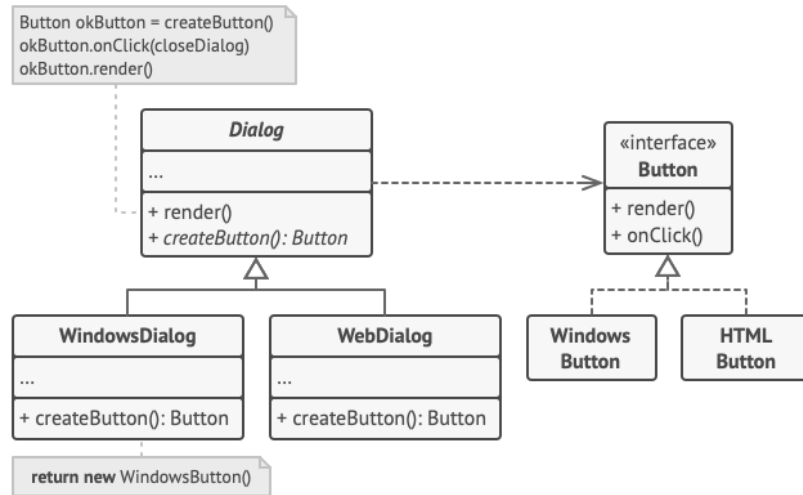 Button okButton = createButton()
okButton.onClick(closeDialog)
okButton.render()
Dialog
...
+ render()
+ createButton(): Button
«interface»
Button
+ render()
+ onClick()
WindowsDialog
...
+ createButton(): Button
WebDialog
...
+ createButton(): Button
Windows
Button
HTML
Button
return new WindowsButton()